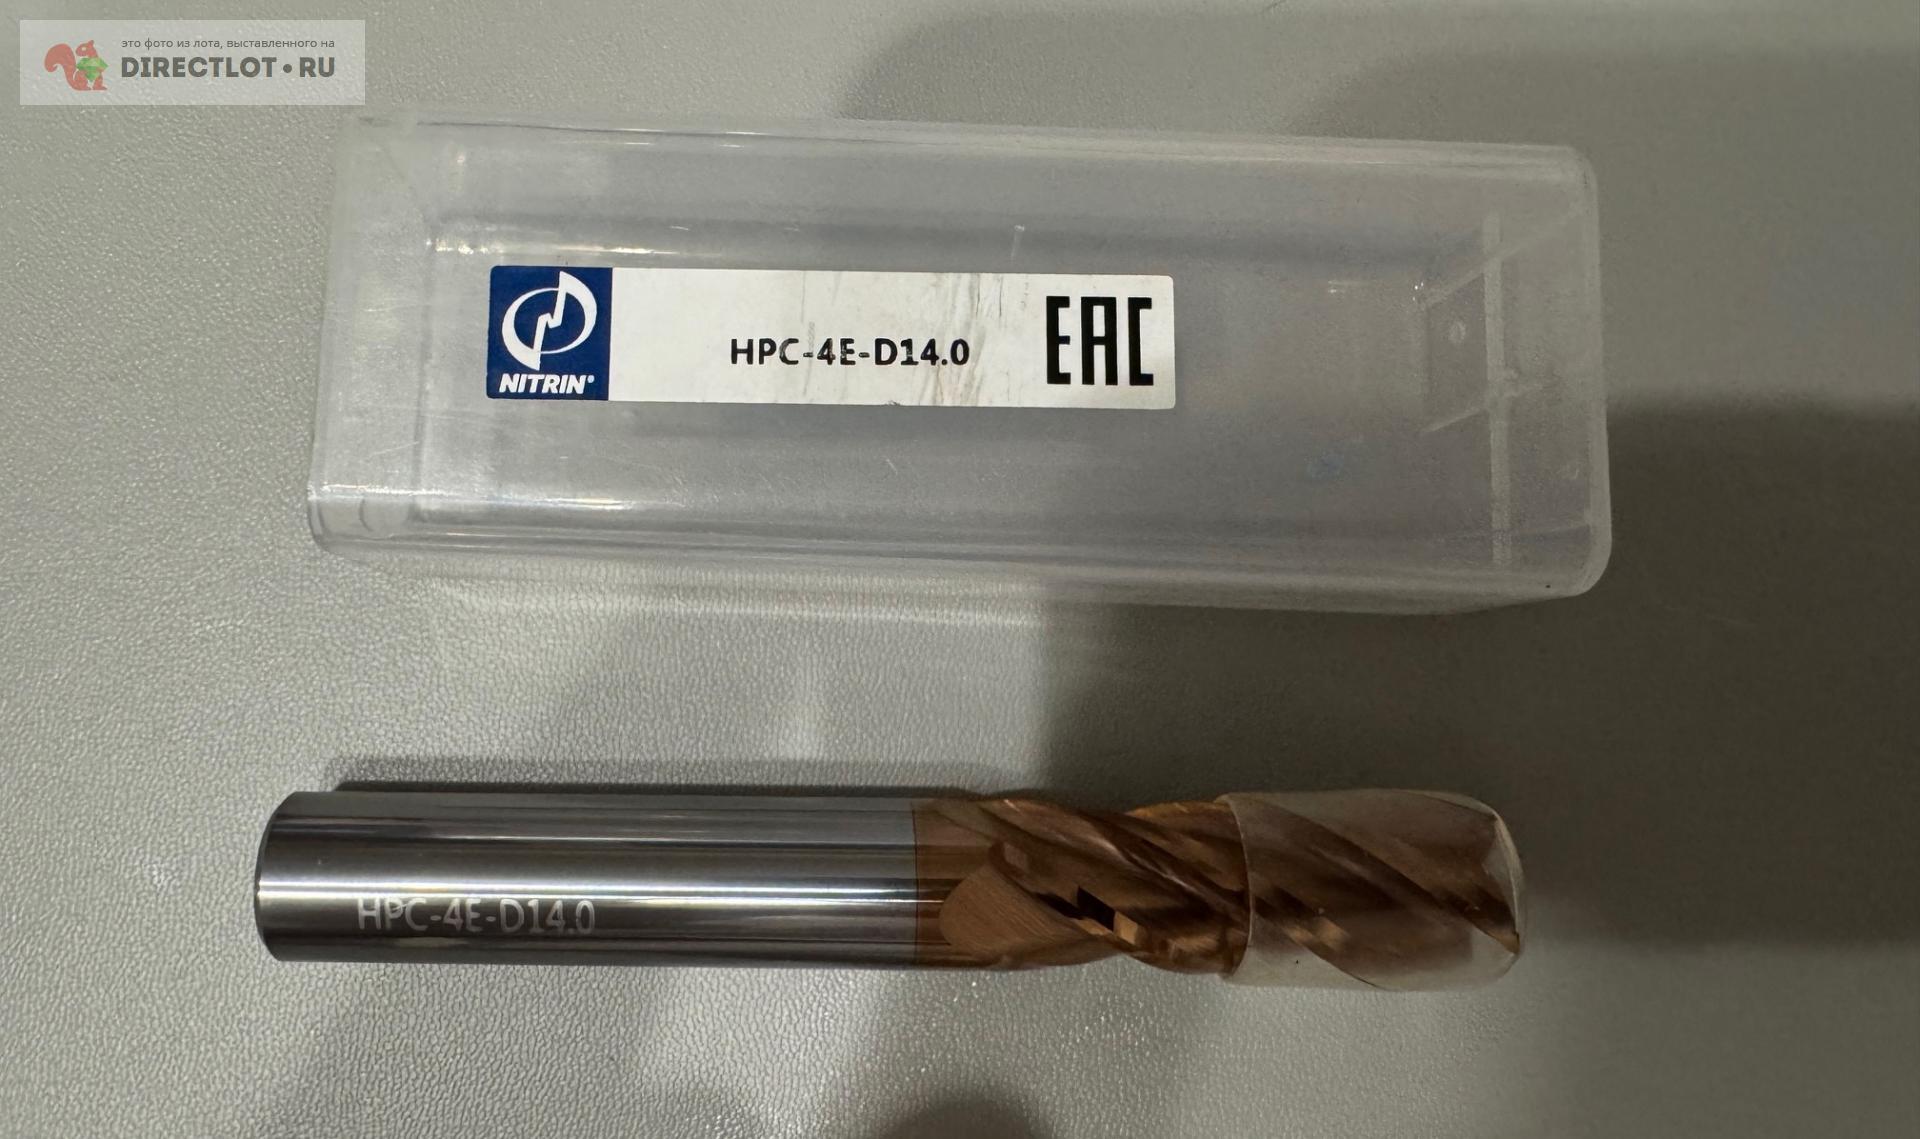 это фото из лота, выставленного на
DIRECTLOT•RU
HPC-4E-D14.0
EAC
NITRIN®
HPC-4E-D14.0